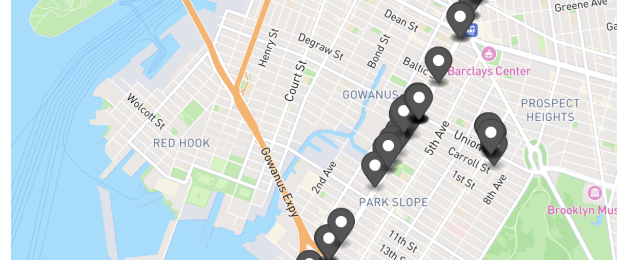 Greene Ave
Dean St
Henry St
Bond St
Degraw St
Court St
Baltic
Barclays Center
GOWANUS
Wolcott St
PROSPECT
HEIGHTS
5th Ave
Union
RED HOOK
Carroll St
Gowanus Expy
2nd Ave
1st St
8th Ave
PARK SLOPE
Brooklyn Mus
11th St
13th St